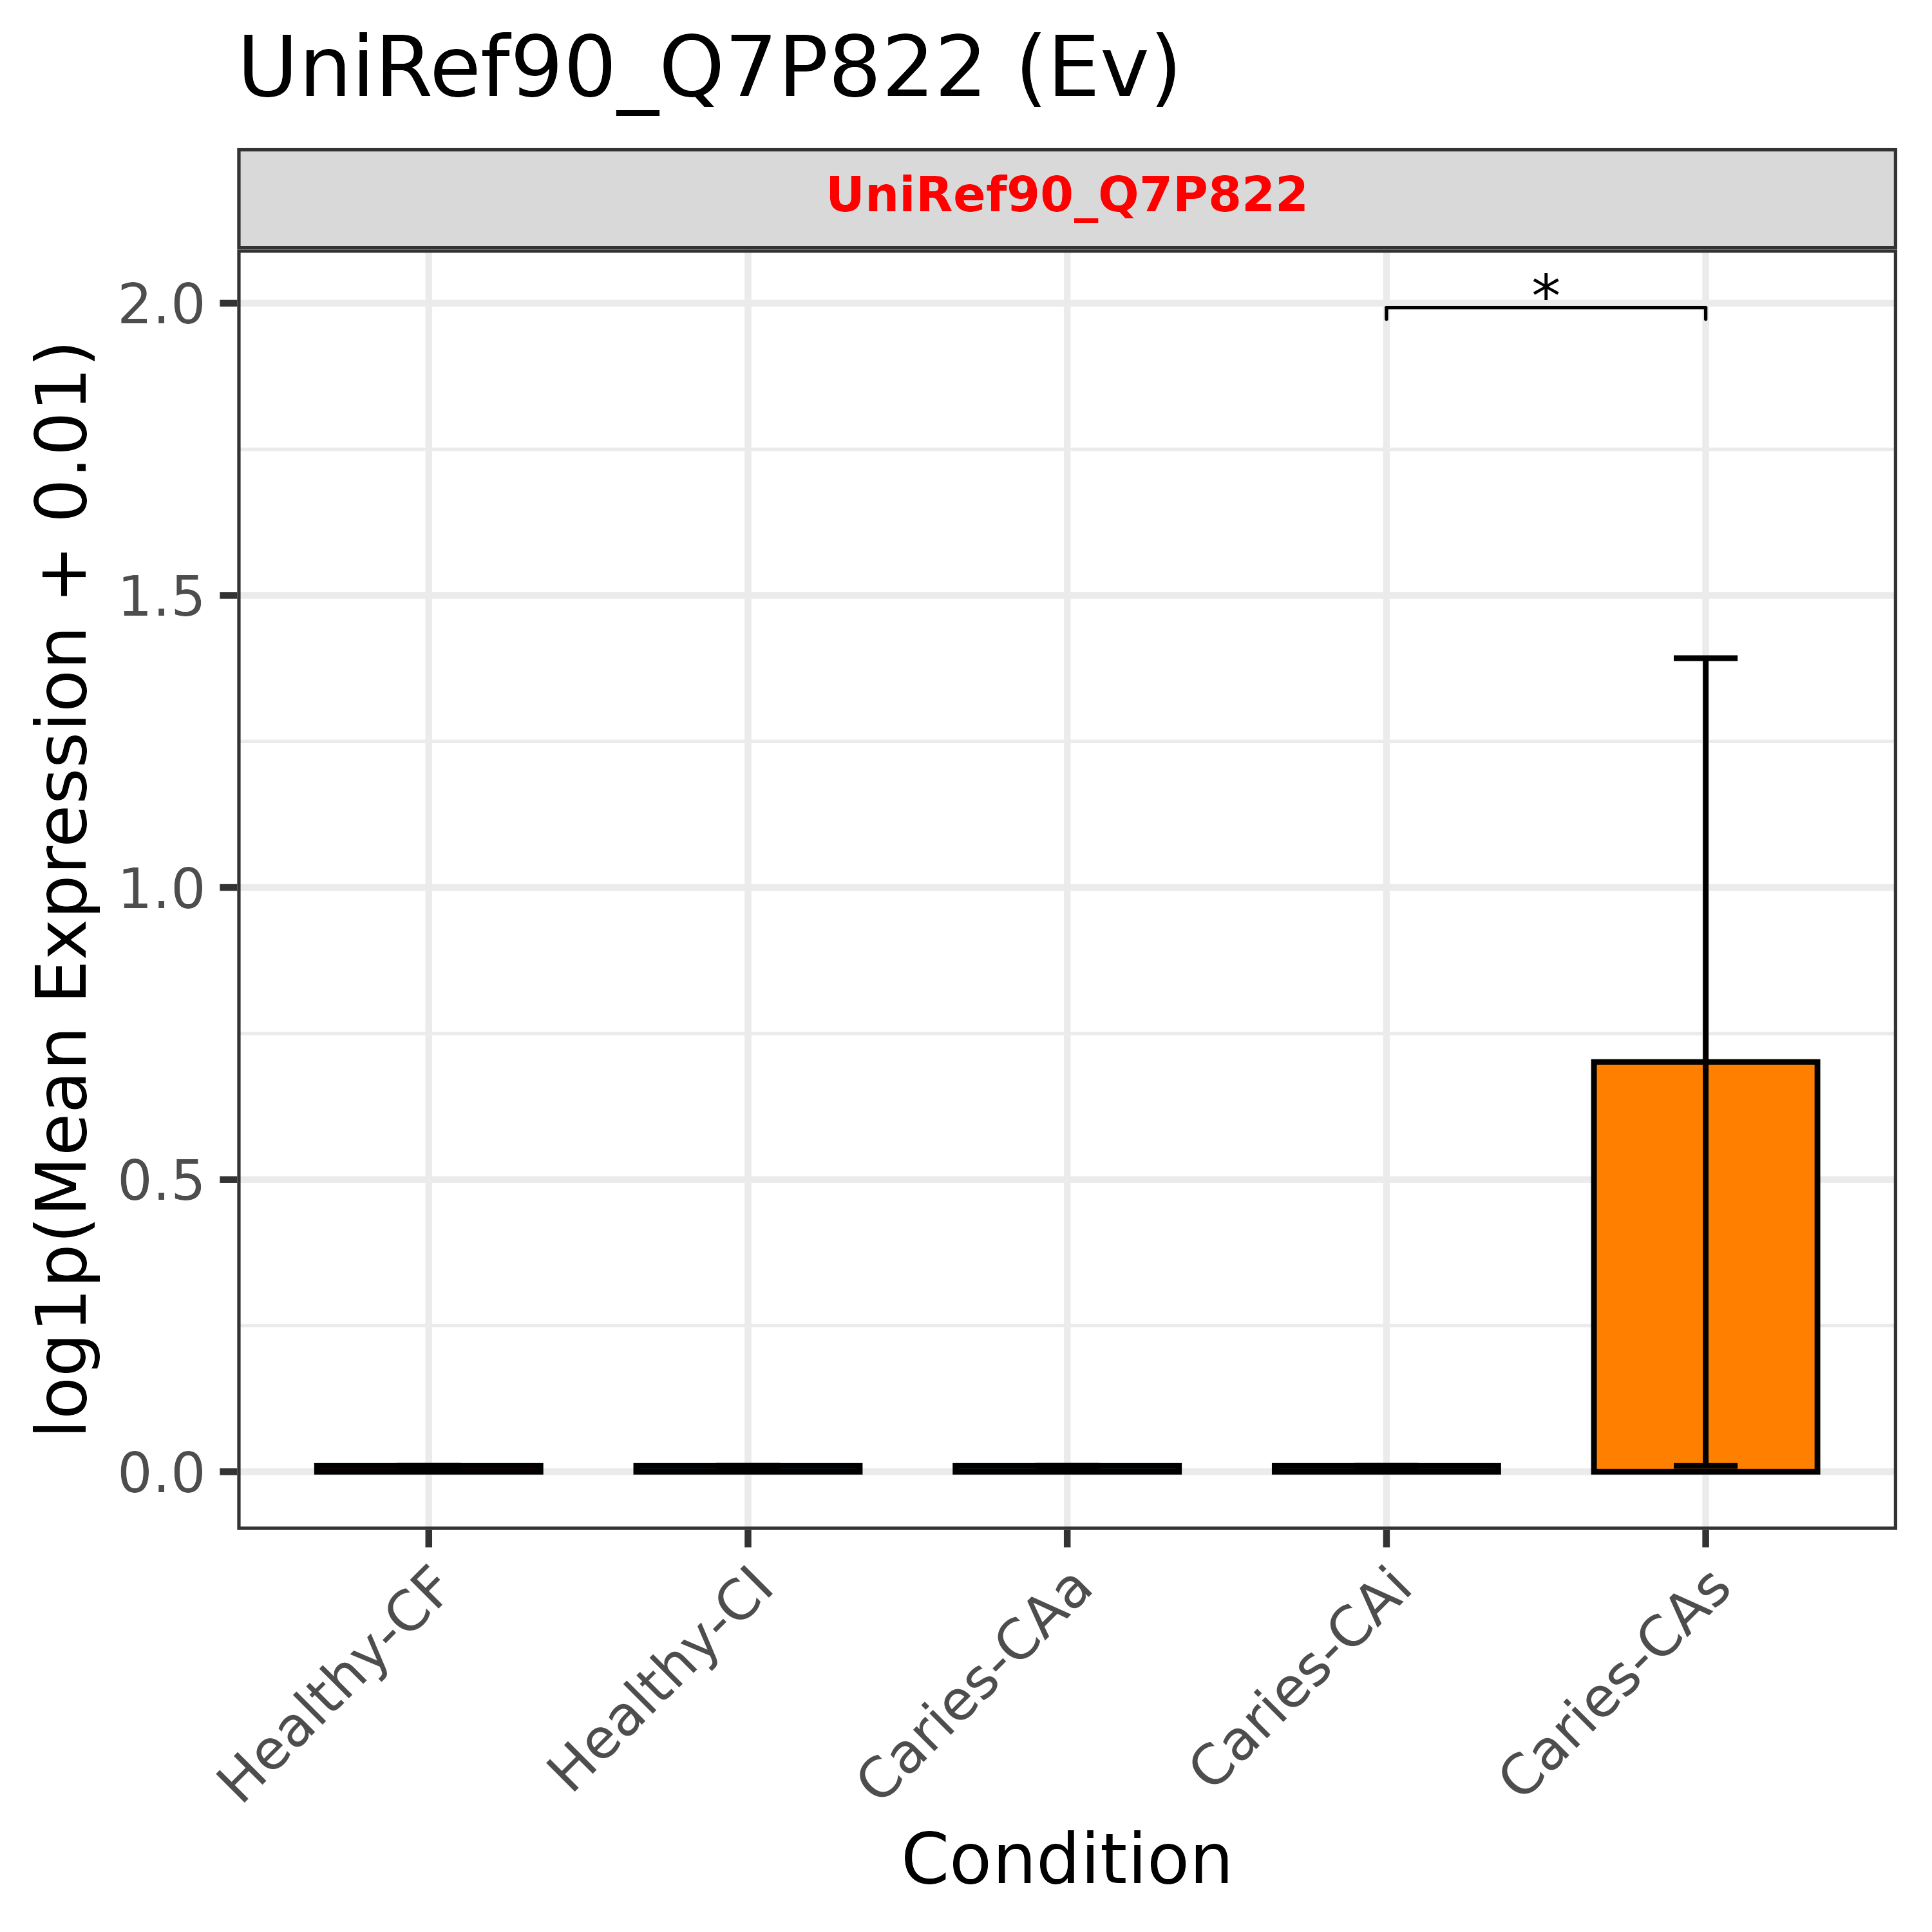 UniRef90_Q7P822 (Ev)
UniRef90_Q7P822
*
2.0
1.5
1.0
0.5
0.0
log1p(Mean Expression + 0.01)
Healthy-CF
Healthy-CI
Caries-CAa
Caries-CAi
Caries-CAs
Condition